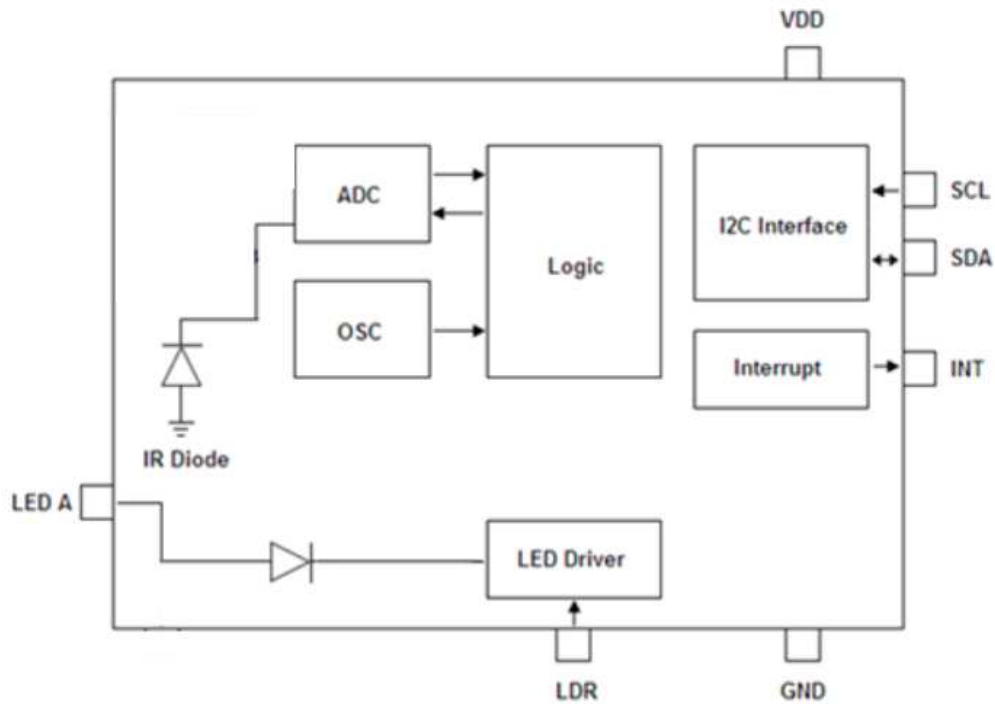 VDD
ADC
Logic
I2C Interface
SCL
SDA
OSC
Interrupt
INT
IR Diode
LED A
LED Driver
LDR
GND